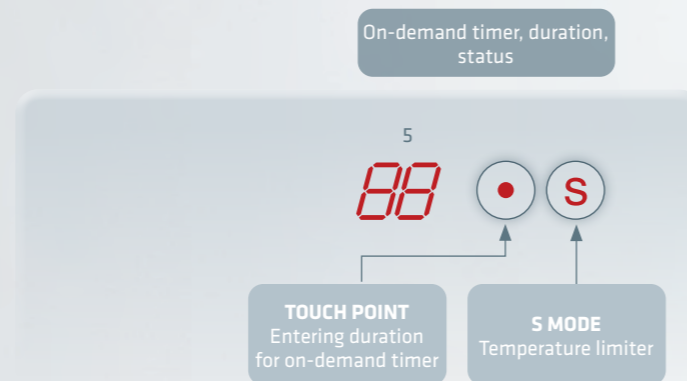 On-demand timer, duration,
status
5
88
S
TOUCH POINT
Entering duration
for on-demand timer
S MODE
Temperature limiter